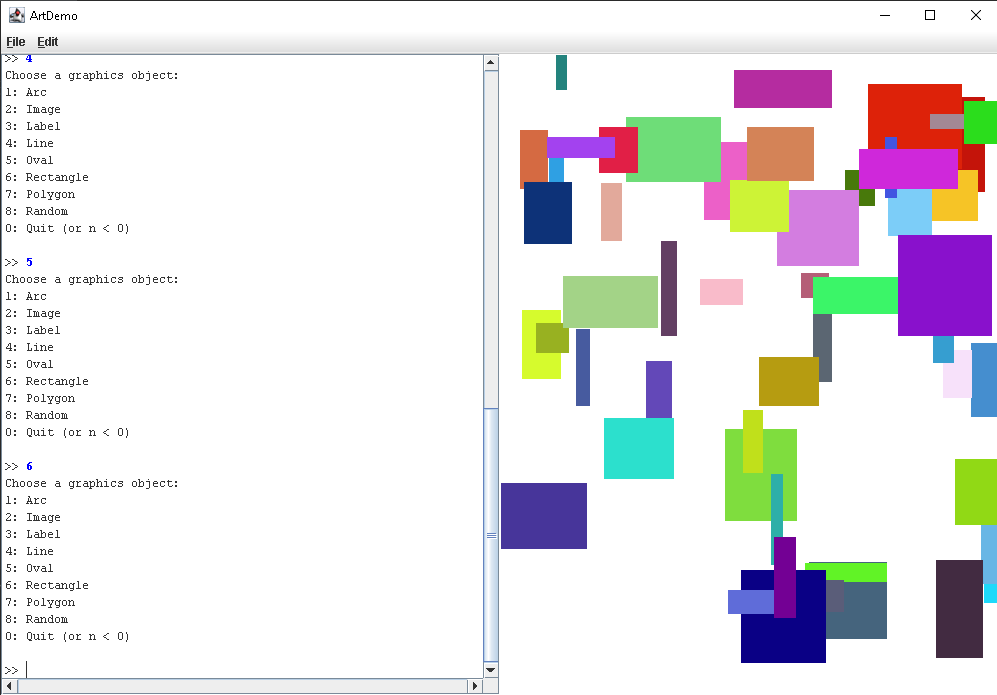 ArtDemo
File Edit
>> 4
Choose a graphics object:
1: Arc
2: Image
3: Label
4: Line
5: Oval
6: Rectangle
7: Polygon
8: Random
0: Quit (or n < 0)
>> 5
Choose a graphics object:
1: Arc
2: Image
3: Label
4: Line
5: Oval
6: Rectangle
7: Polygon
8: Random
0: Quit (or n < 0)
>> 6
Choose a graphics object:
1: Arc
2: Image
3: Label
4: Line
5: Oval
6: Rectangle
7: Polygon
8: Random
0: Quit (or n < 0)
>>